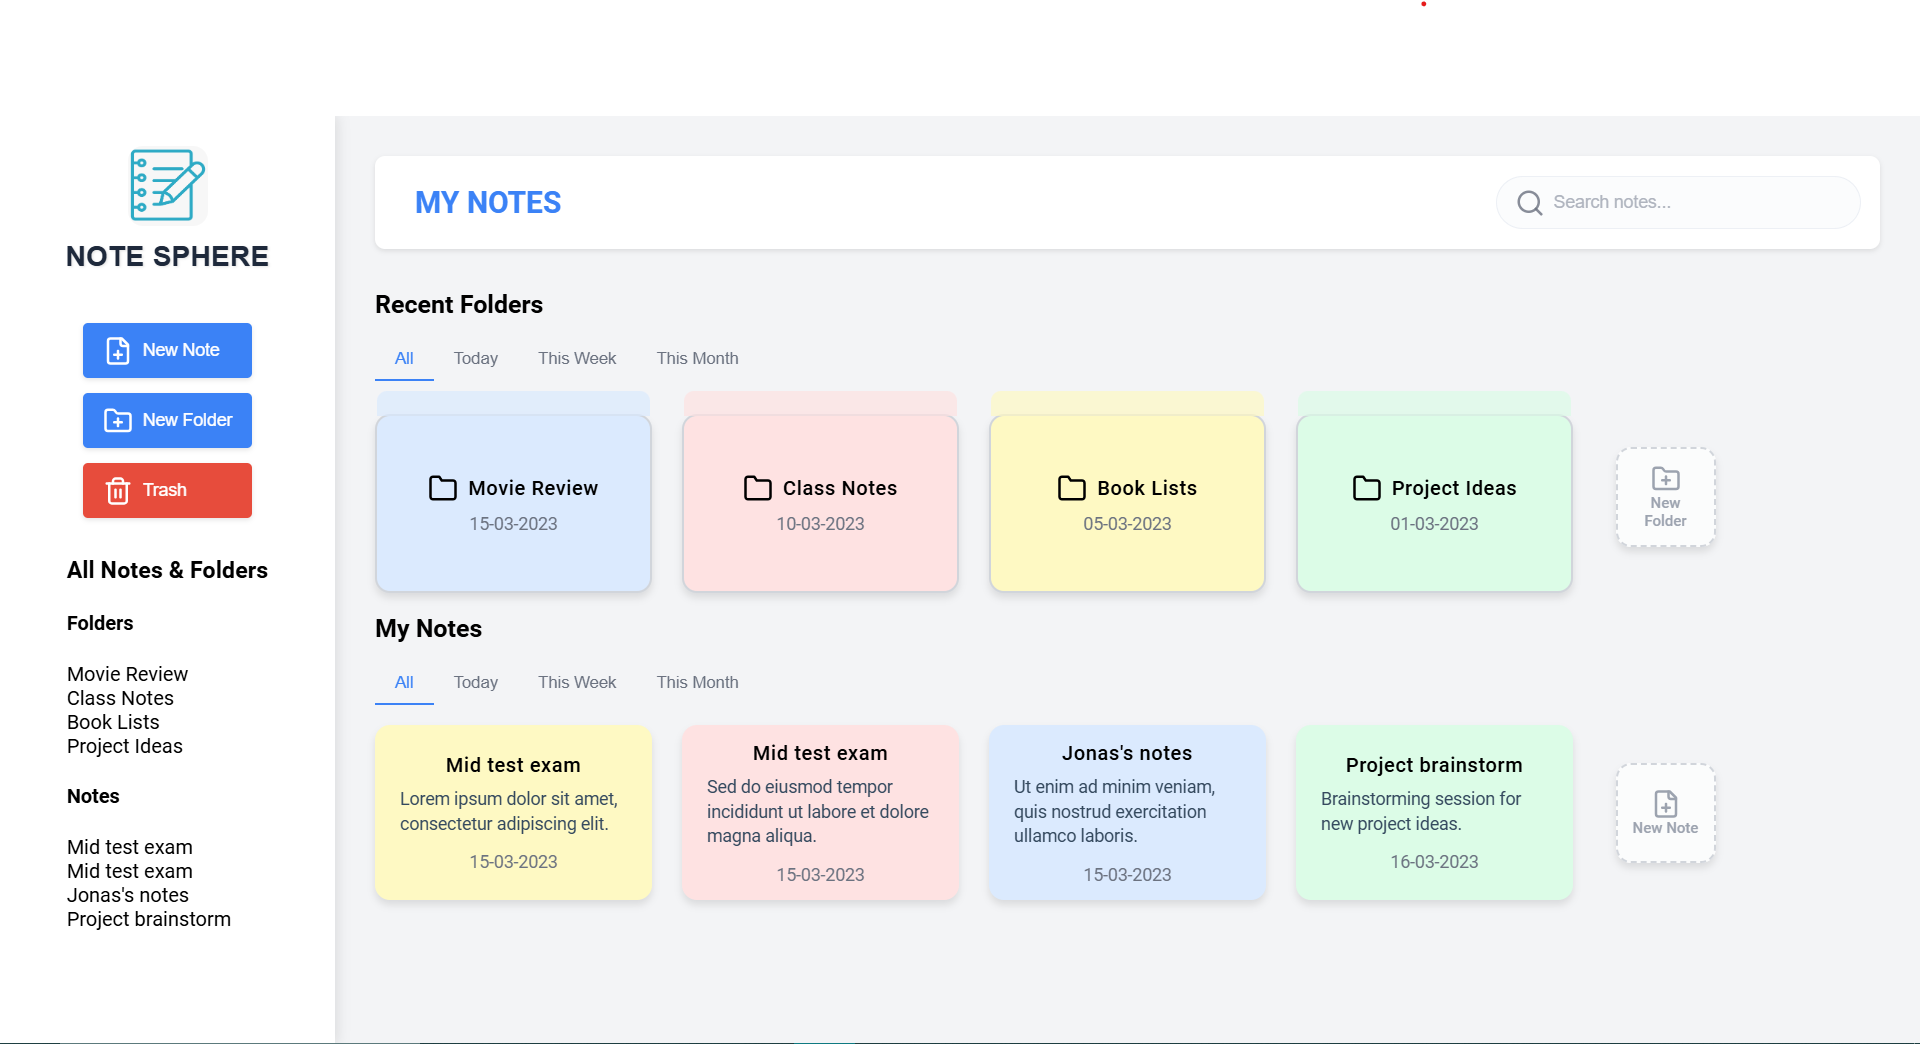 NOTE SPHERE
New Note
New Folder
Trash
All Notes & Folders
Folders
Movie Review
Class Notes
Book Lists
Project Ideas
Notes
Mid test exam
Mid test exam
Jonas's notes
Project brainstorm
MY NOTES
Search notes...
Recent Folders
All Today This Week This Month
Movie Review
15-03-2023
Class Notes
10-03-2023
Book Lists
05-03-2023
Project Ideas
01-03-2023
New
Folder
My Notes
All Today This Week This Month
Mid test exam
Lorem ipsum dolor sit amet,
consectetur adipiscing elit.
15-03-2023
Mid test exam
Sed do eiusmod tempor
incididunt ut labore et dolore
magna aliqua.
15-03-2023
Jonas's notes
Ut enim ad minim veniam,
quis nostrud exercitation
ullamco laboris.
15-03-2023
Project brainstorm
Brainstorming session for
new project ideas.
16-03-2023
New Note